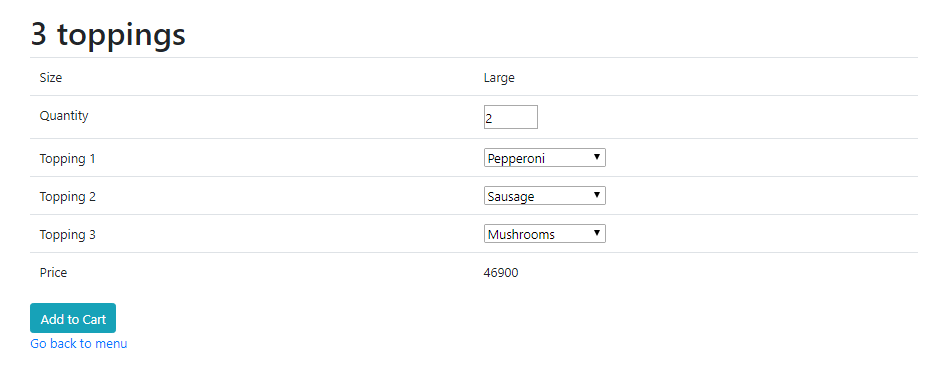 3 toppings
Size Large
Quantity 2
Topping 1 Pepperoni
Topping 2 Sausage
Topping 3 Mushrooms
Price 46900
Add to Cart
Go back to menu